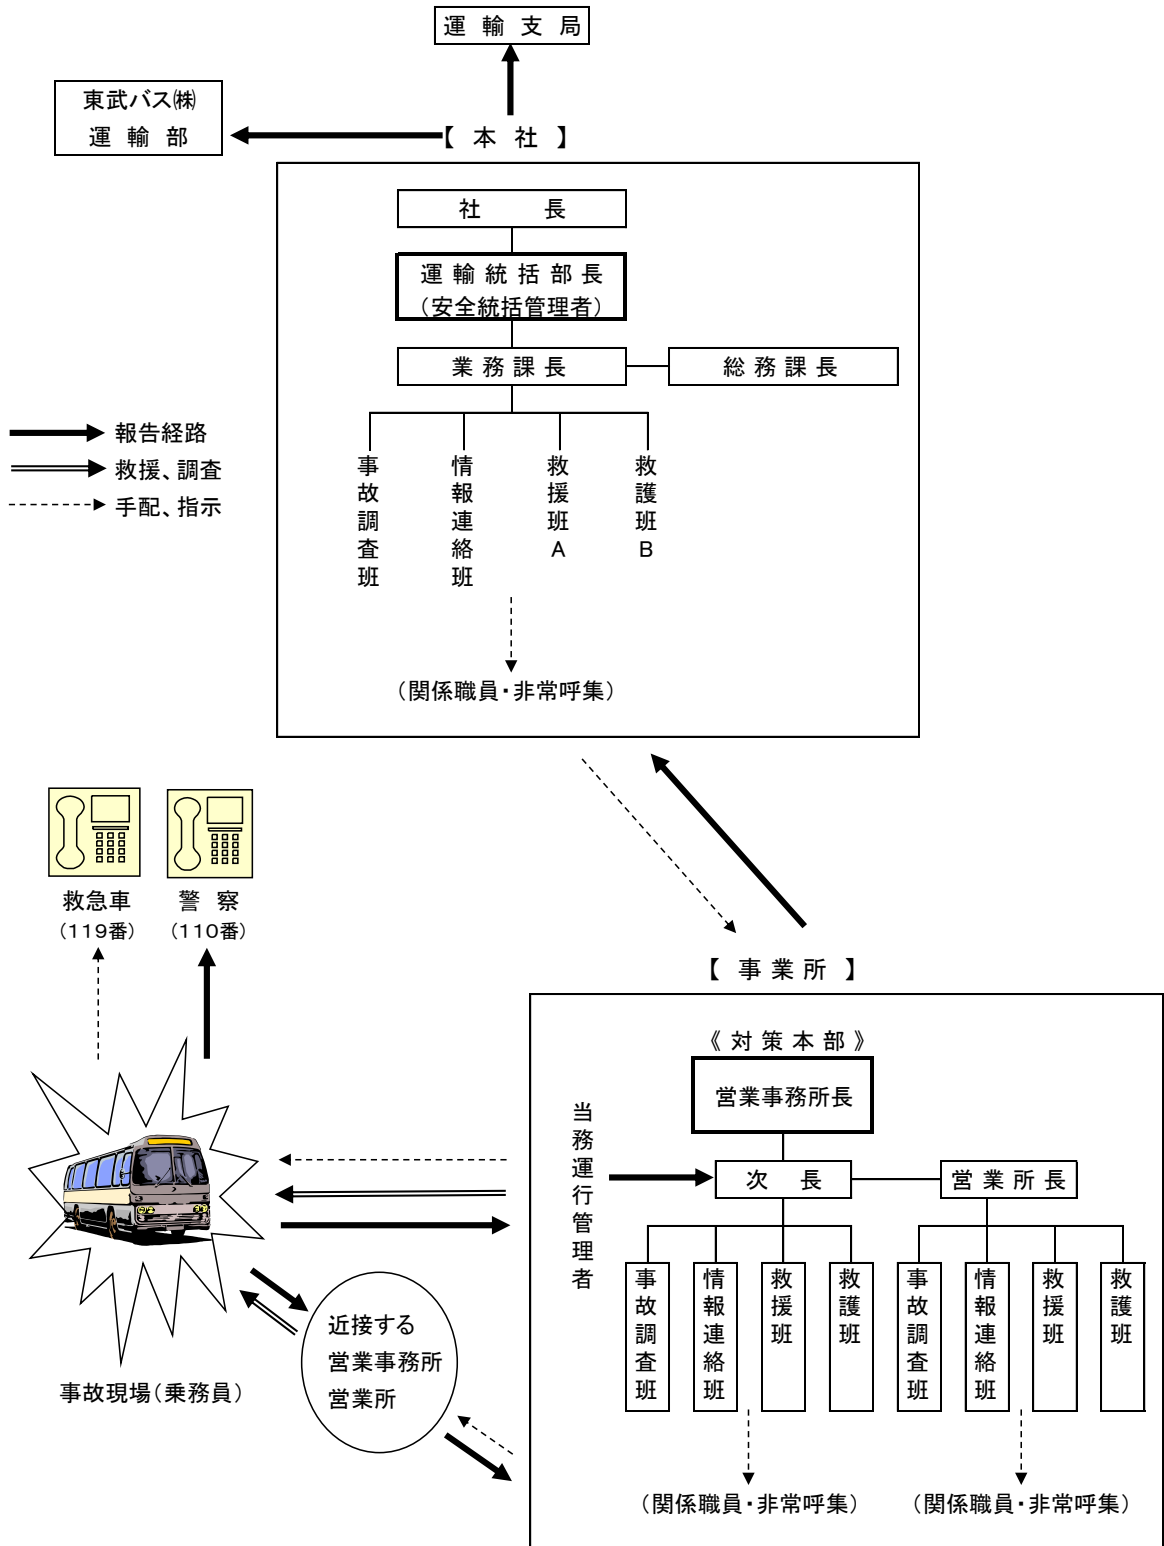 運輸支局
東武バス㈱
運輸部
【本社】
社長
運輸統括部長
（安全統括管理者）
業務課長
総務課長
報告経路
救援、調査
手配、指示
事故調査班
情報連絡班
救援班A
救護班B
（関係職員・非常呼集）
救急車
（119番）
警察
（110番）
【事業所】
《対策本部》
営業事務所長
当務運行管理者
次長
営業所長
事故調査班
情報連絡班
救援班
救護班
事故調査班
情報連絡班
救援班
救護班
近接する
営業事務所
営業所
事故現場（乗務員）
（関係職員・非常呼集）
（関係職員・非常呼集）